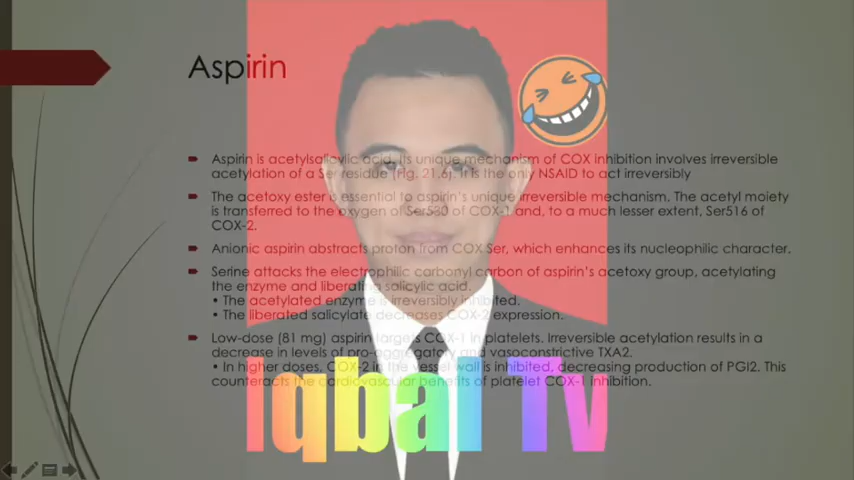 Aspirin
Aspirin is acetylsalicylic acid. Its unique mechanism of COX inhibition involves irreversible
acetylation of a Ser residue (Fig. 21.6). It is the only NSAID to act irreversibly
The acetoxy ester is essential to aspirin's unique irreversible mechanism. The acetyl moiety
is transferred to the oxygen of Ser530 of COX-1 and, to a much lesser extent, Ser516 of
COX-2.
Anionic aspirin abstracts proton from COX Ser, which enhances its nucleophilic character.
Serine attacks the electrophilic carbonyl carbon of aspirin's acetoxy group, acetylating
the enzyme and liberating salicylic acid.
• The acetylated enzyme is irreversibly inhibited.
• The liberated salicylate decreases COX-2 expression.
Low-dose (81 mg) aspirin targets COX-1 in platelets. Irreversible acetylation results in a
decrease in levels of pro-aggregatory and vasoconstrictive TXA2.
• In higher doses, COX-2 in the vessel wall is inhibited, decreasing production of PGI2. This
counteracts the cardiovascular benefits of platelet COX-1 inhibition.
Iqbal Tv